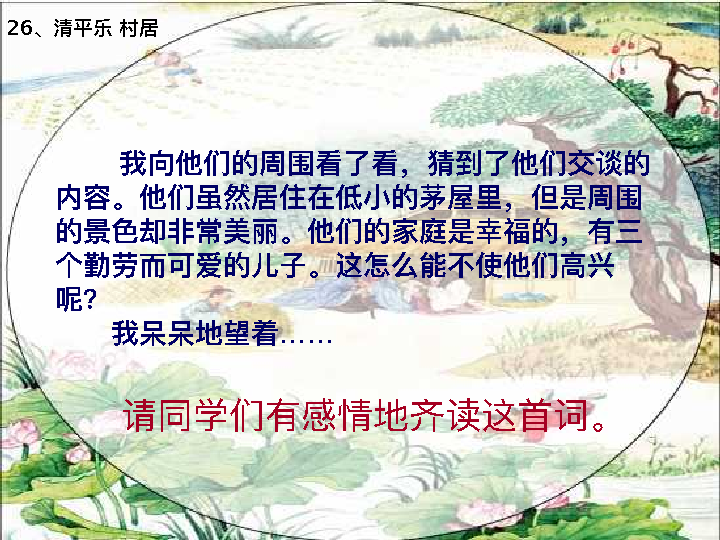 26、清平乐 村居
我向他们的周围看了看，猜到了他们交谈的
内容。他们虽然居住在低小的茅屋里，但是周围
的景色却非常美丽。他们的家庭是幸福的，有三
个勤劳而可爱的儿子。这怎么能不使他们高兴
呢？
我呆呆地望着……
请同学们有感情地齐读这首词。